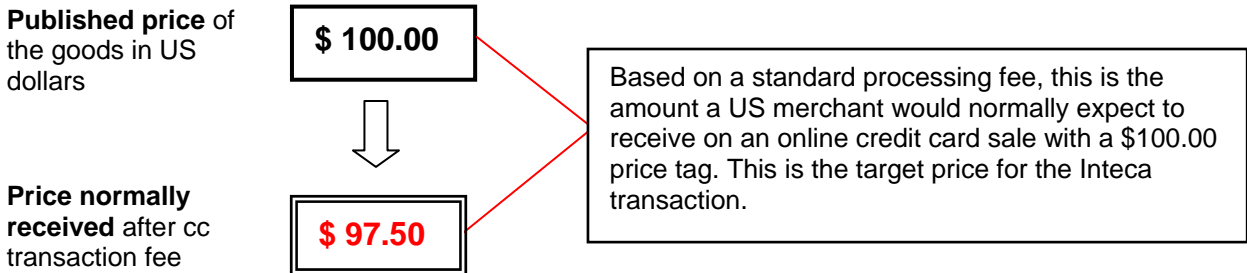 Published price of
the goods in US
dollars
$ 100.00
Based on a standard processing fee, this is the
amount a US merchant would normally expect to
receive on an online credit card sale with a $100.00
price tag. This is the target price for the Inteca
transaction.
Price normally
received after cc
transaction fee
$ 97.50